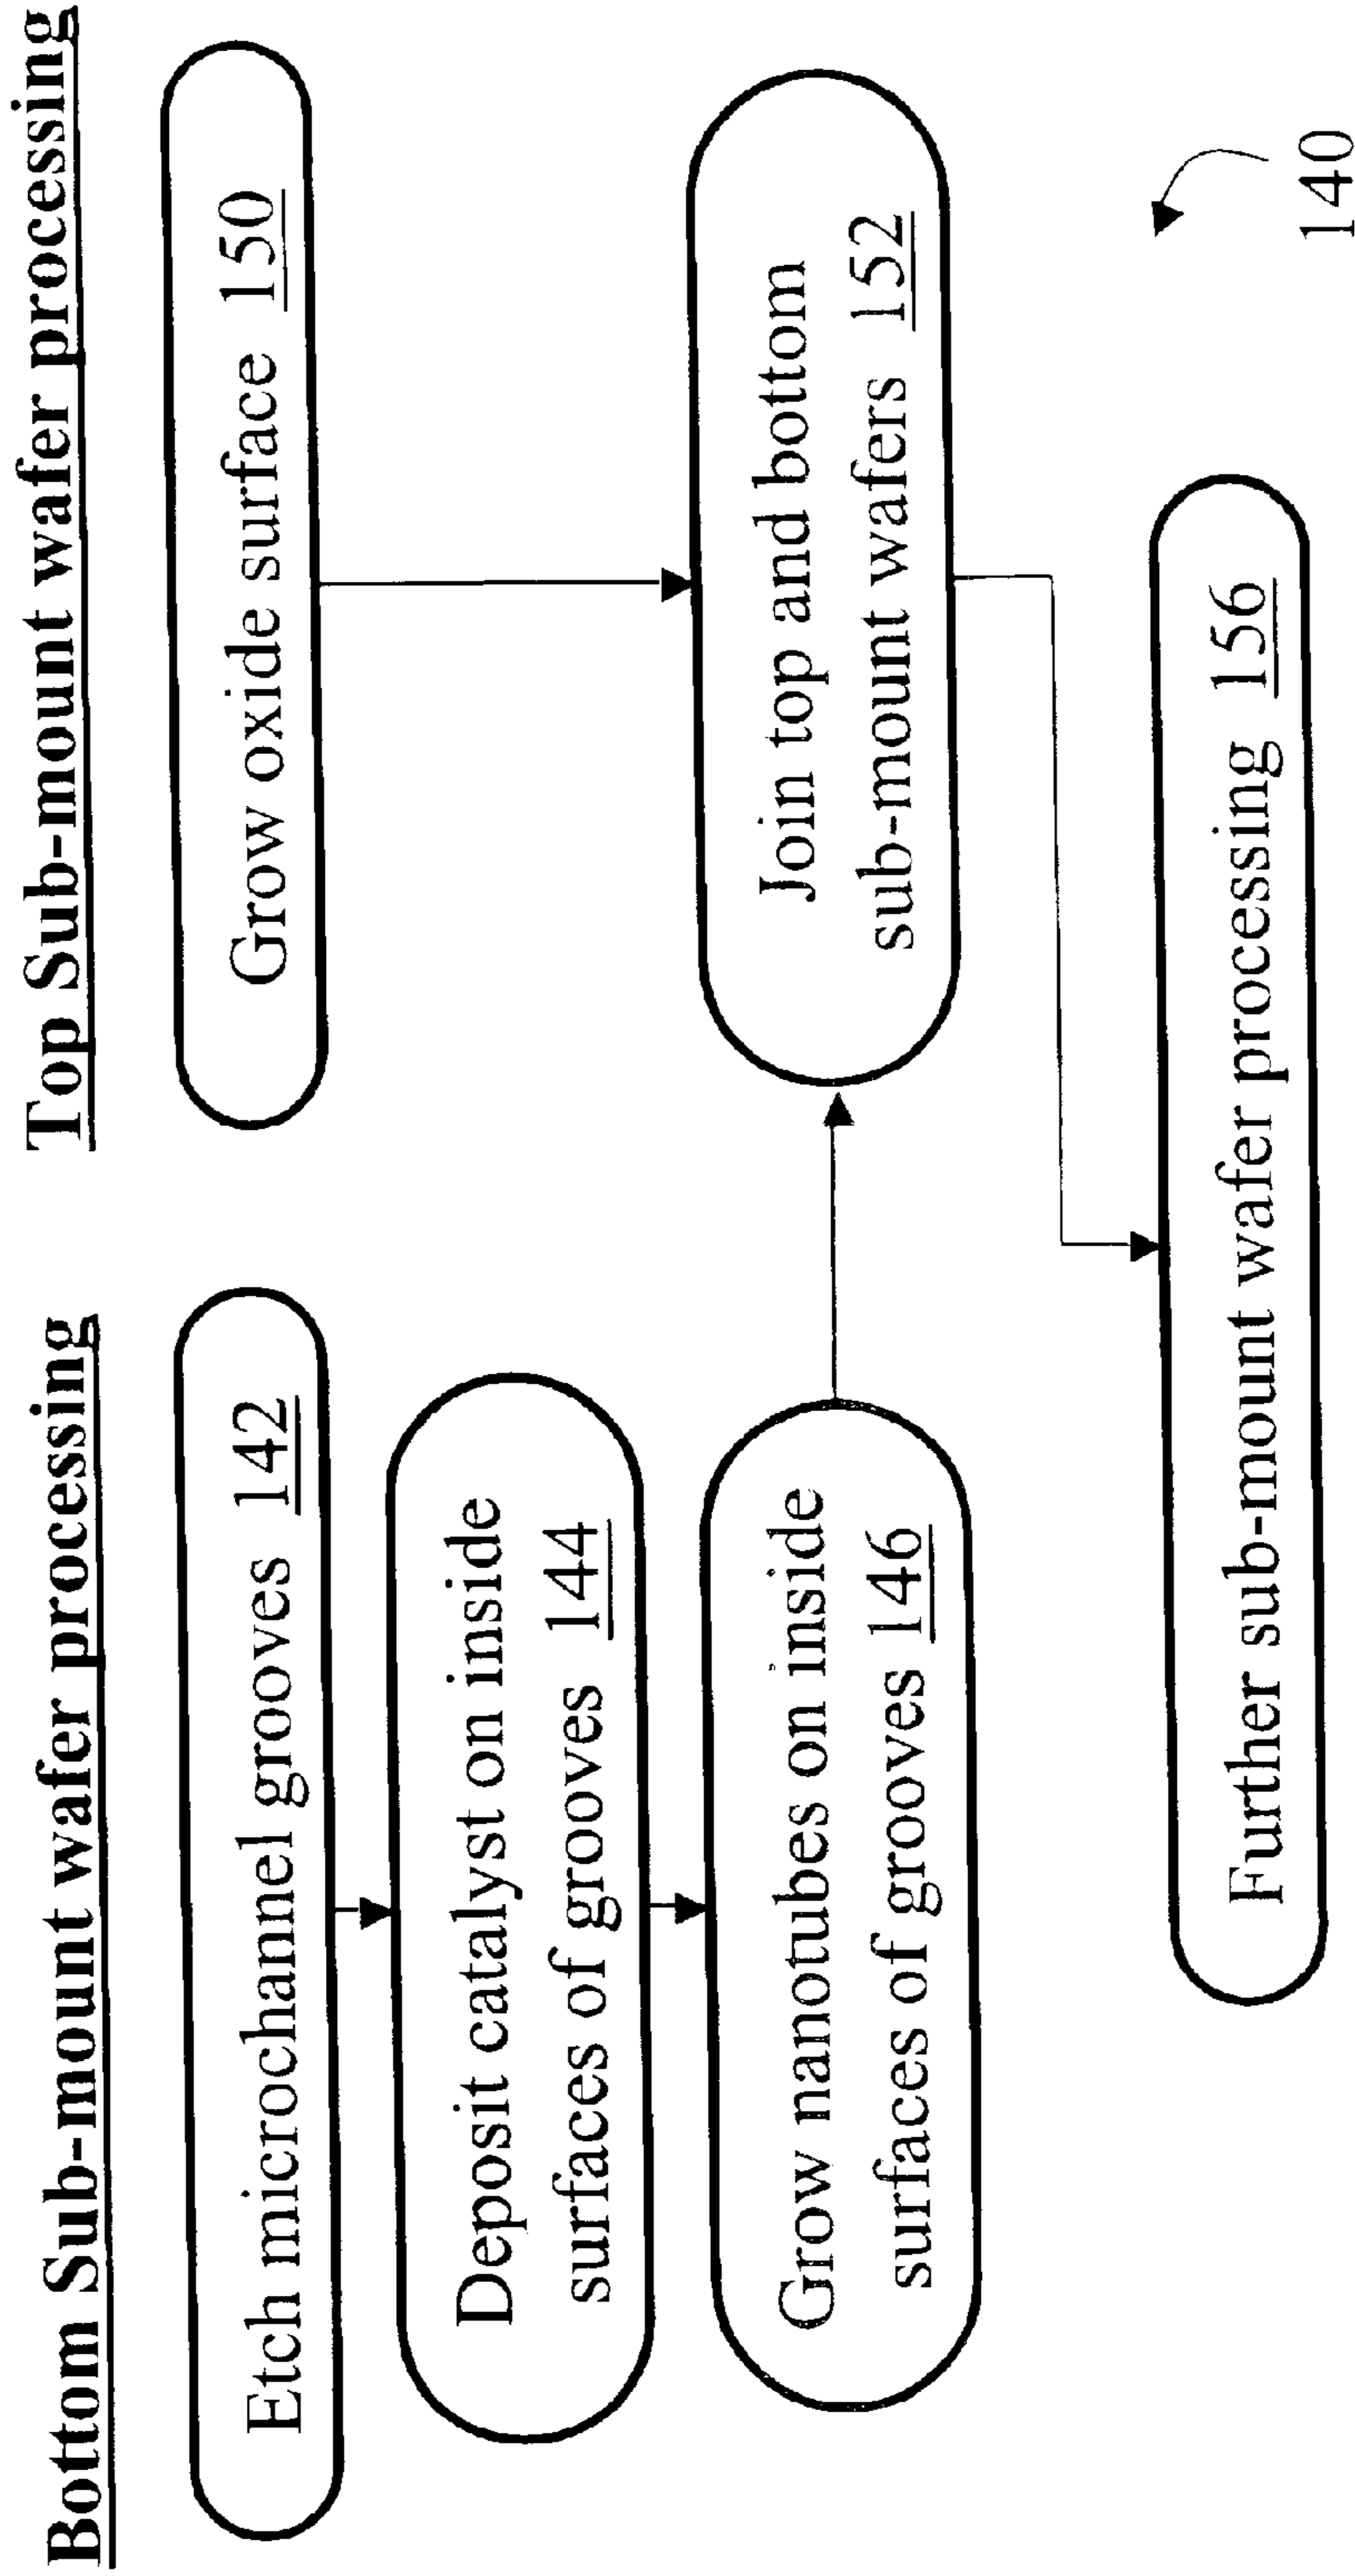 Bottom Sub-mount wafer processing
Etch microchannel grooves 142
Deposit catalyst on inside
surfaces of grooves 144
Grow nanotubes on inside
surfaces of grooves 146
Top Sub-mount wafer processing
Grow oxide surface 150
Join top and bottom
sub-mount wafers 152
Further sub-mount wafer processing 156
140